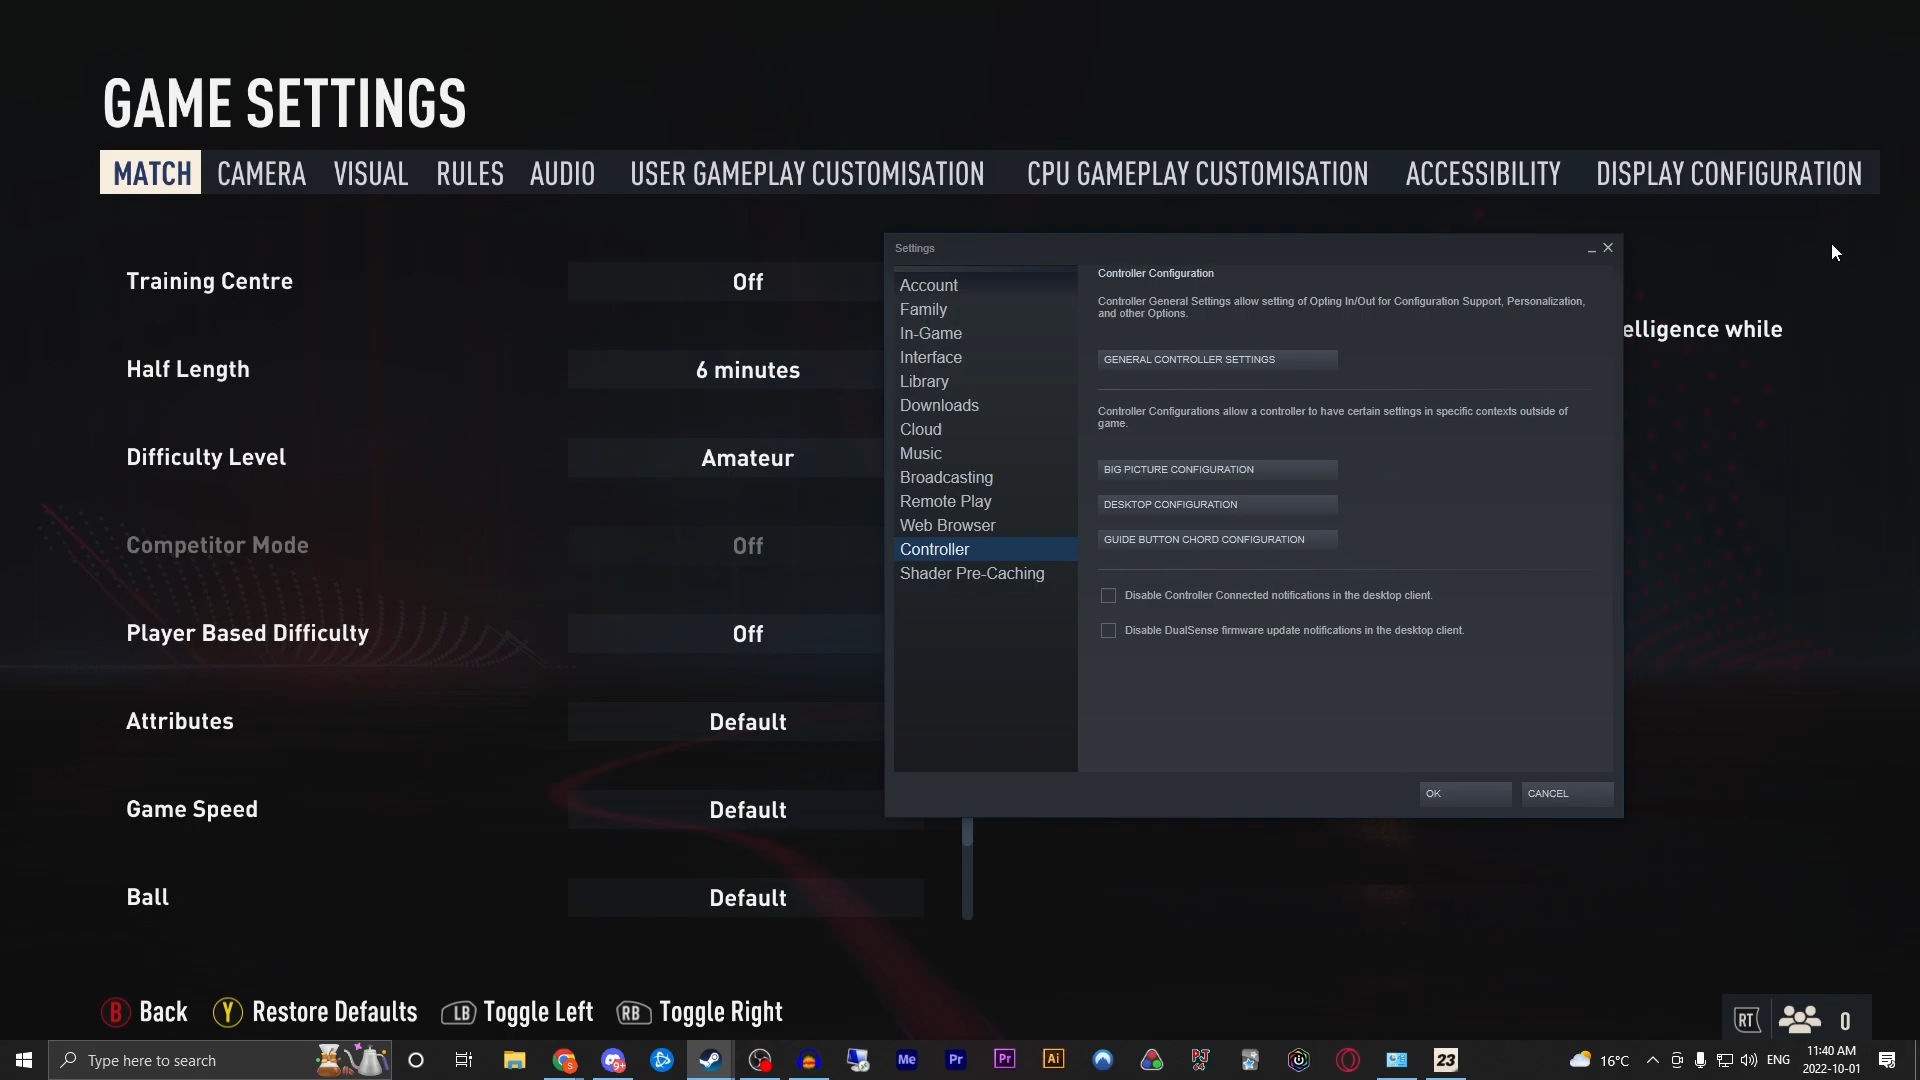 GAME SETTINGS
MATCH CAMERA VISUAL RULES AUDIO USER GAMEPLAY CUSTOMISATION CPU GAMEPLAY CUSTOMISATION ACCESSIBILITY DISPLAY CONFIGURATION
Training Centre Off
Half Length 6 minutes
Difficulty Level Amateur
Competitor Mode Off
Player Based Difficulty Off
Attributes Default
Game Speed Default
Ball Default
elligence while
Settings
Account
Family
In-Game
Interface
Library
Downloads
Cloud
Music
Broadcasting
Remote Play
Web Browser
Controller
Shader Pre-Caching
Controller Configuration
Controller General Settings allow setting of Opting In/Out for Configuration Support, Personalization,
and other Options.
GENERAL CONTROLLER SETTINGS
Controller Configurations allow a controller to have certain settings in specific contexts outside of
game.
BIG PICTURE CONFIGURATION
DESKTOP CONFIGURATION
GUIDE BUTTON CHORD CONFIGURATION
Disable Controller Connected notifications in the desktop client.
Disable DualSense firmware update notifications in the desktop client.
OK CANCEL
B Back Y Restore Defaults LB Toggle Left RB Toggle Right
RT 0
Type here to search
S 9+ Me Pr Pr Ai 23
16°C ENG 11:40 AM
2022-10-01